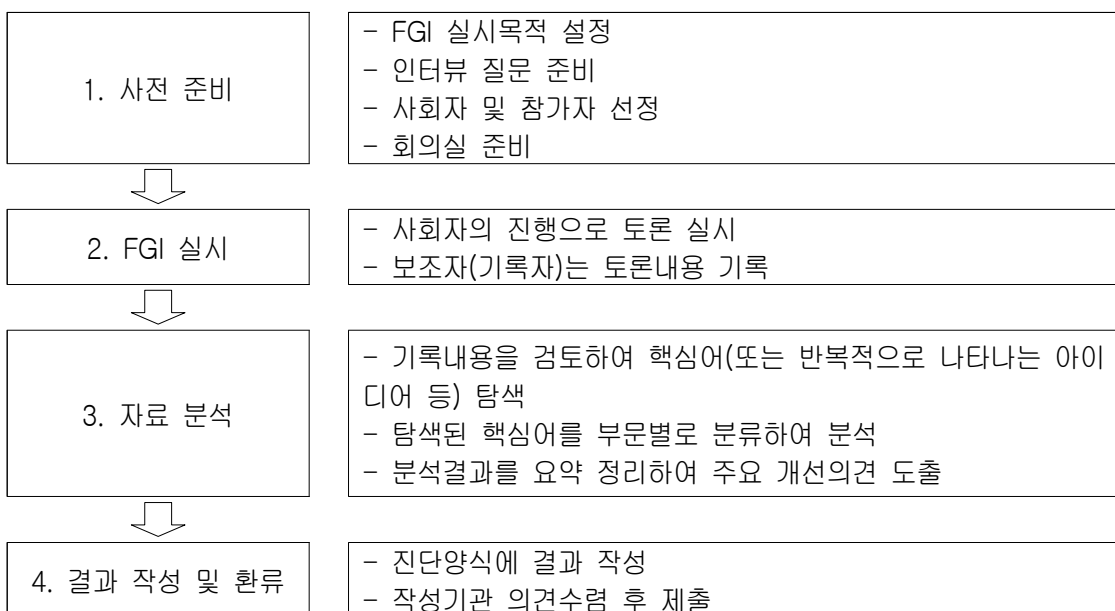 1. 사전 준비
- FGI 실시목적 설정
- 인터뷰 질문 준비
- 사회자 및 참가자 선정
- 회의실 준비
2. FGI 실시
- 사회자의 진행으로 토론 실시
- 보조자(기록자)는 토론내용 기록
3. 자료 분석
- 기록내용을 검토하여 핵심어(또는 반복적으로 나타나는 아이
디어 등) 탐색
- 탐색된 핵심어를 부문별로 분류하여 분석
- 분석결과를 요약 정리하여 주요 개선의견 도출
4. 결과 작성 및 환류
- 진단양식에 결과 작성
- 작성기관 의견수렴 후 제출